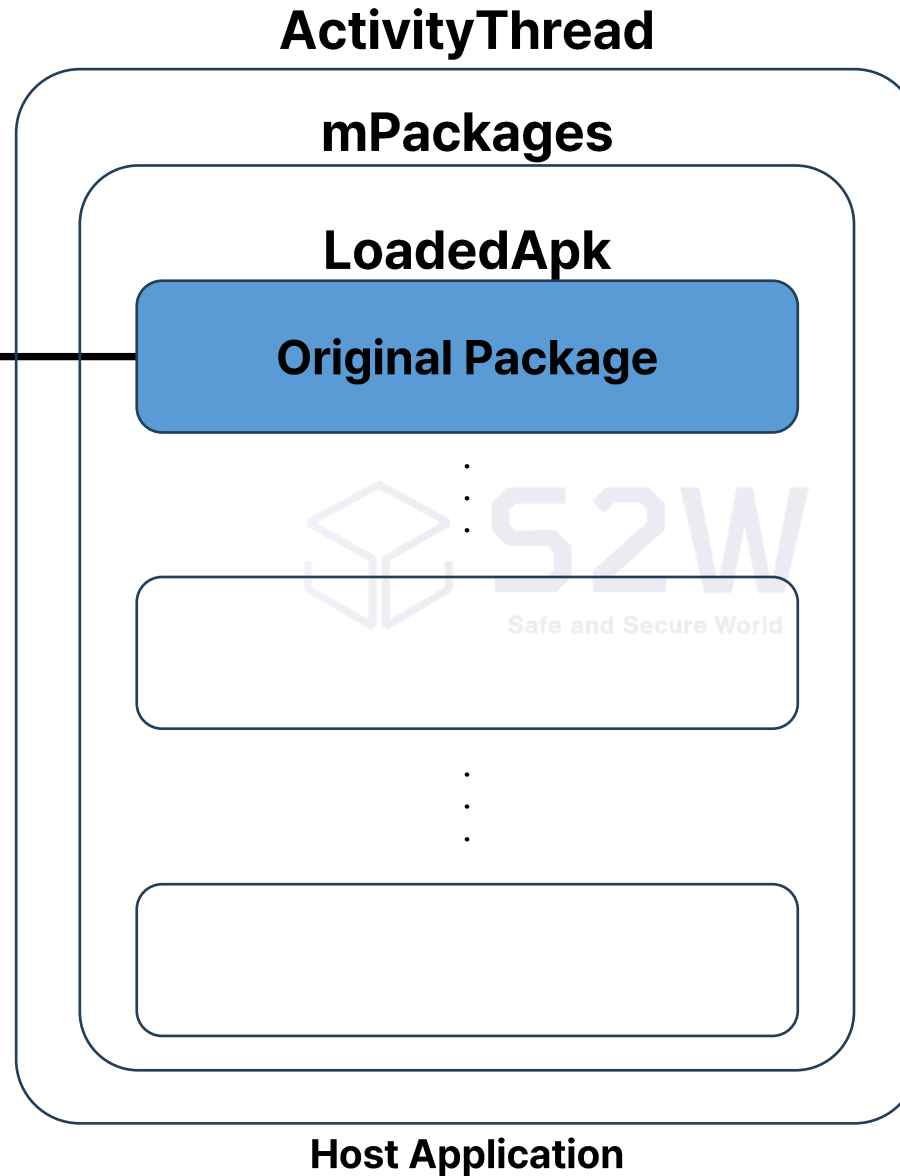 ActivityThread
mPackages
LoadedApk
Original Package
S2W
Safe and Secure World
Host Application